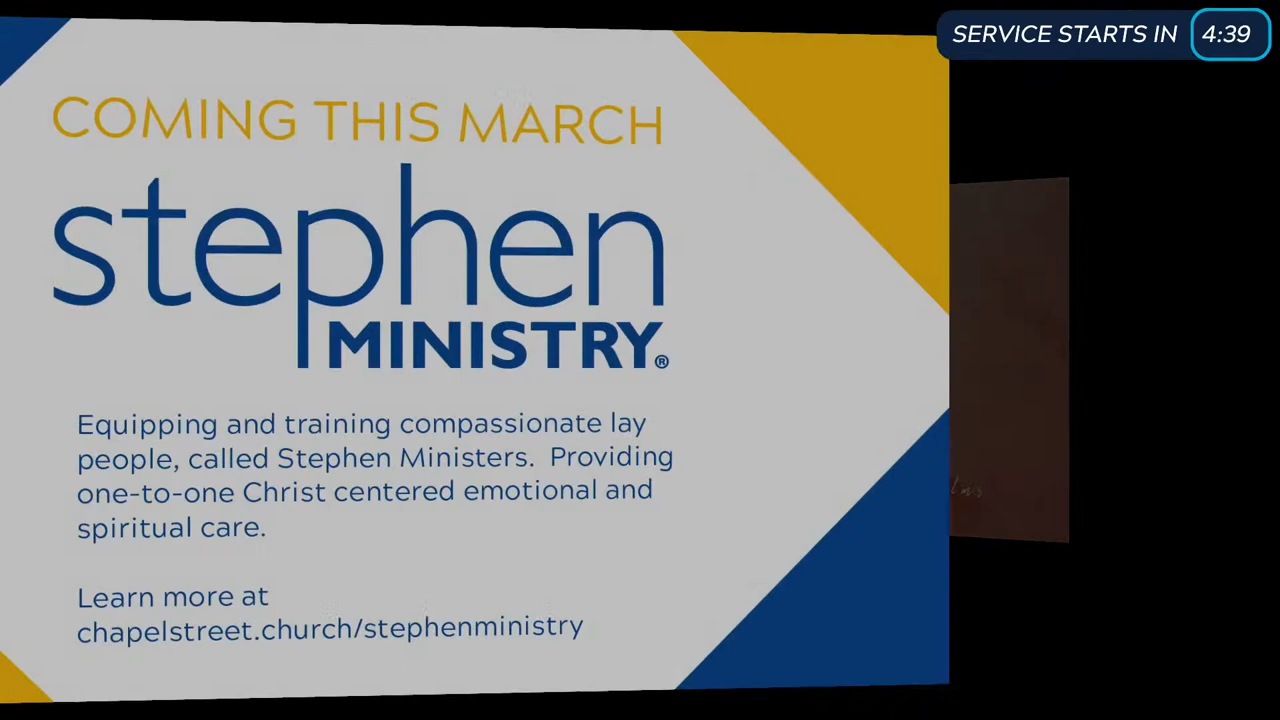 SERVICE STARTS IN 4:39
COMING THIS MARCH
stephen
MINISTRY®
Equipping and training compassionate lay
people, called Stephen Ministers.  Providing
one-to-one Christ centered emotional and
spiritual care.
Learn more at
chapelstreet.church/stephenministry